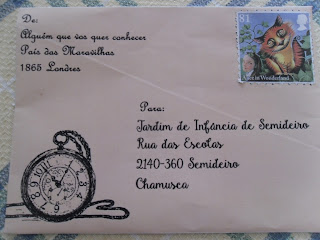 De:
Alguém que vos quer conhecer
País das Maravilhas
1865 Londres
81
Alice in Wonderland
Para:
Jardim de Infância de Semideiro
Rua das Escolas
2140-360 Semideiro
Chamusca